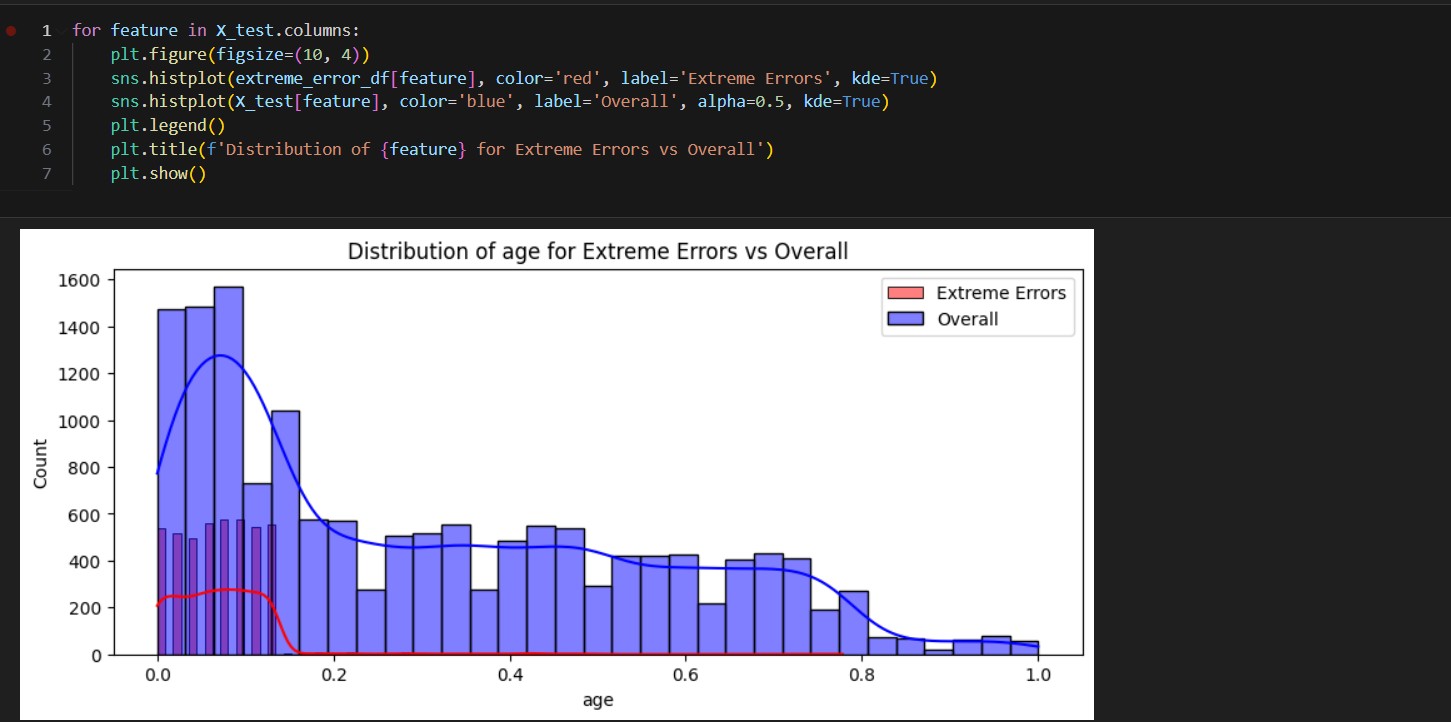 1 for feature in X_test.columns:
2 plt.figure(figsize=(10, 4))
3 sns.histplot(extreme_error_df[feature], color='red', label='Extreme Errors', kde=True)
4 sns.histplot(X_test[feature], color='blue', label='Overall', alpha=0.5, kde=True)
5 plt.legend()
6 plt.title(f'Distribution of {feature} for Extreme Errors vs Overall')
7 plt.show()
Distribution of age for Extreme Errors vs Overall
Extreme Errors
Overall
1600
1400
1200
1000
800
600
400
200
0
Count
0.0 0.2 0.4 0.6 0.8 1.0
age